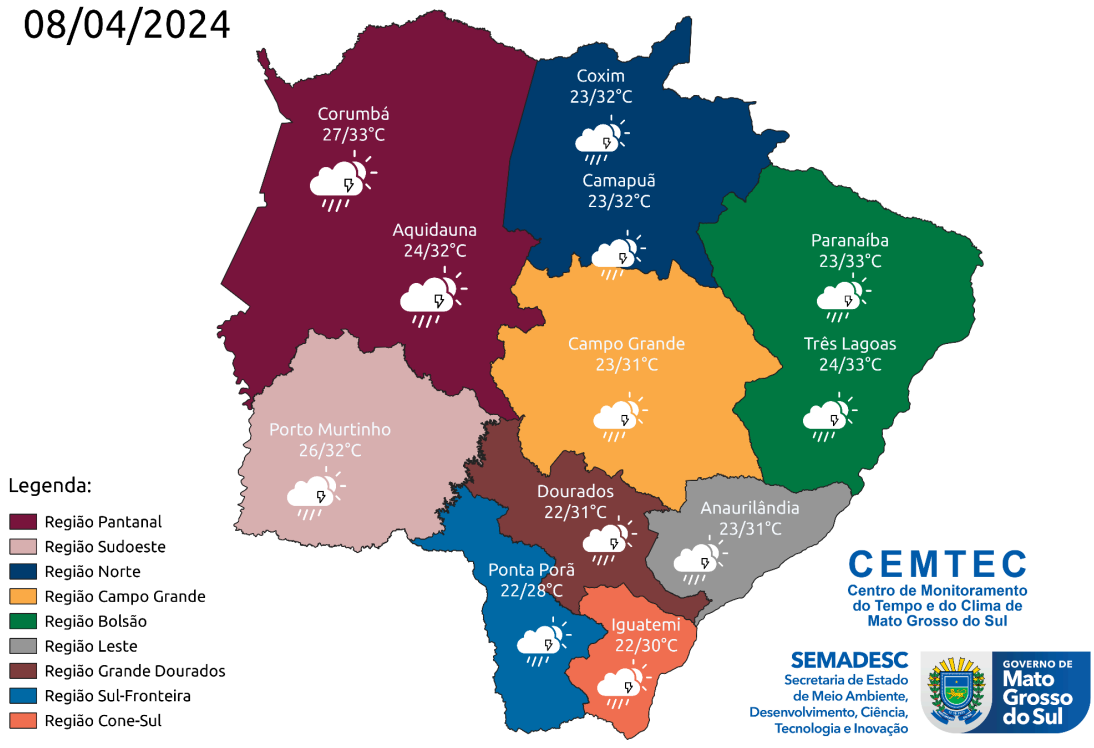 08/04/2024
Coxim
23/32°C
Corumbá
27/33°C
Camapuã
23/32°C
Aquidauna
24/32°C
Paranaíba
23/33°C
Campo Grande
23/31°C
Três Lagoas
24/33°C
Porto Murtinho
26/32°C
Dourados
22/31°C
Anaurilândia
23/31°C
Ponta Porã
22/28°C
Iguatemi
22/30°C
Legenda:
Região Pantanal
Região Sudoeste
Região Norte
Região Campo Grande
Região Bolsão
Região Leste
Região Grande Dourados
Região Sul-Fronteira
Região Cone-Sul
CEMTEC
Centro de Monitoramento
do Tempo e do Clima de
Mato Grosso do Sul
SEMADESC
Secretaria de Estado
de Meio Ambiente,
Desenvolvimento, Ciência,
Tecnologia e Inovação
GOVERNO DE
Mato
Grosso
do Sul